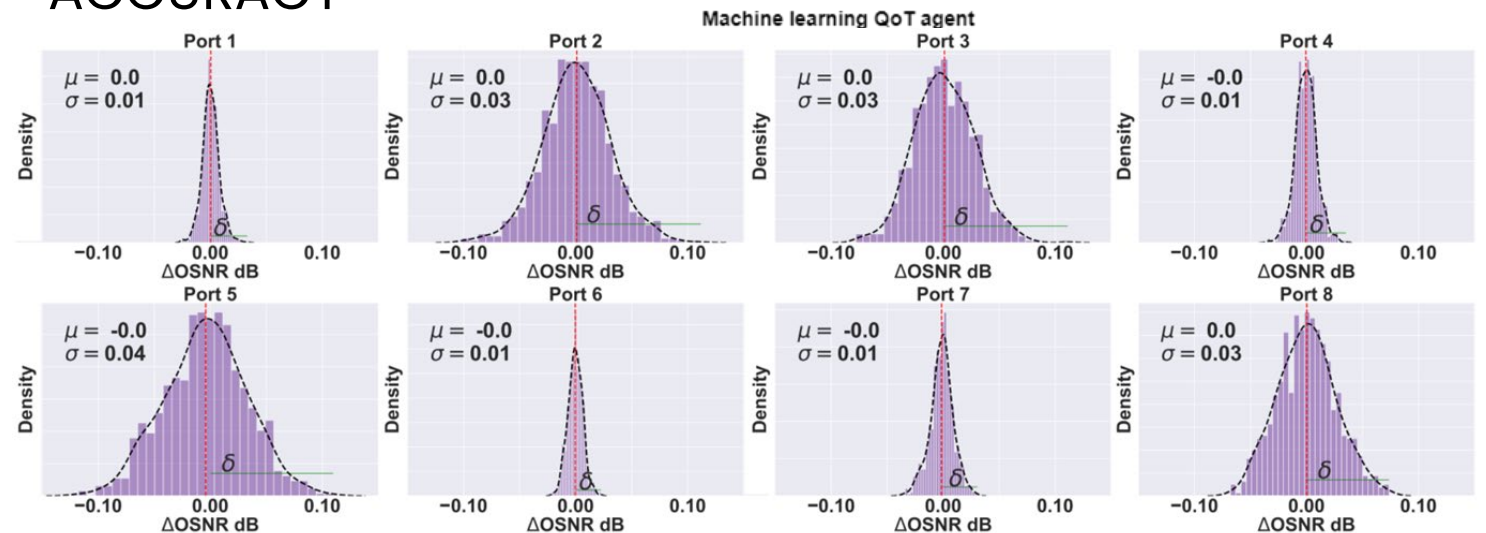 ACCURACY
Machine learning QoT agent
Port 1
μ = 0.0
σ = 0.01
Density
δ
−0.10 0.00 0.10
ΔOSNR dB
Port 2
μ = 0.0
σ = 0.03
Density
δ
−0.10 0.00 0.10
ΔOSNR dB
Port 3
μ = 0.0
σ = 0.03
Density
δ
−0.10 0.00 0.10
ΔOSNR dB
Port 4
μ = -0.0
σ = 0.01
Density
δ
−0.10 0.00 0.10
ΔOSNR dB
Port 5
μ = -0.0
σ = 0.04
Density
δ
−0.10 0.00 0.10
ΔOSNR dB
Port 6
μ = -0.0
σ = 0.01
Density
δ
−0.10 0.00 0.10
ΔOSNR dB
Port 7
μ = -0.0
σ = 0.01
Density
δ
−0.10 0.00 0.10
ΔOSNR dB
Port 8
μ = 0.0
σ = 0.03
Density
δ
−0.10 0.00 0.10
ΔOSNR dB